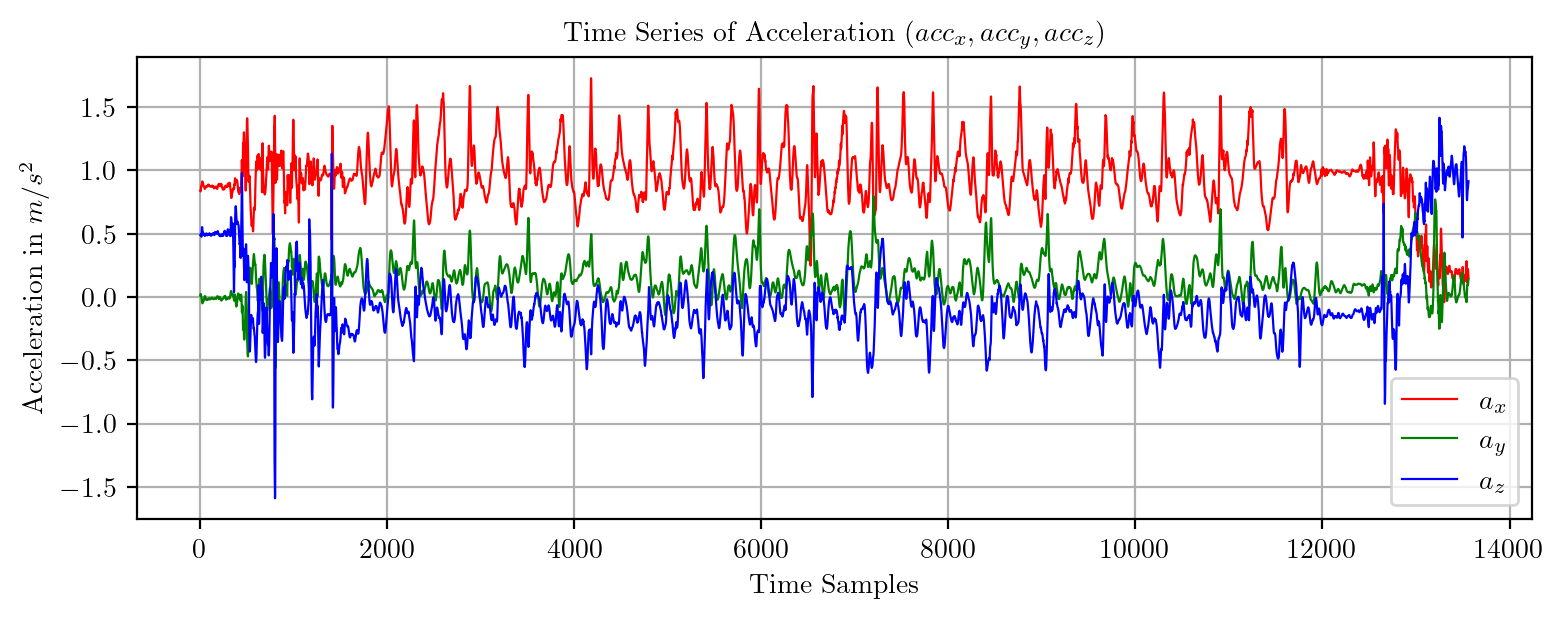 Time Series of Acceleration (acc_x, acc_y, acc_z)
Acceleration in m/s^2
1.5
1.0
0.5
0.0
−0.5
−1.0
−1.5
a_x
a_y
a_z
0 2000 4000 6000 8000 10000 12000 14000
Time Samples